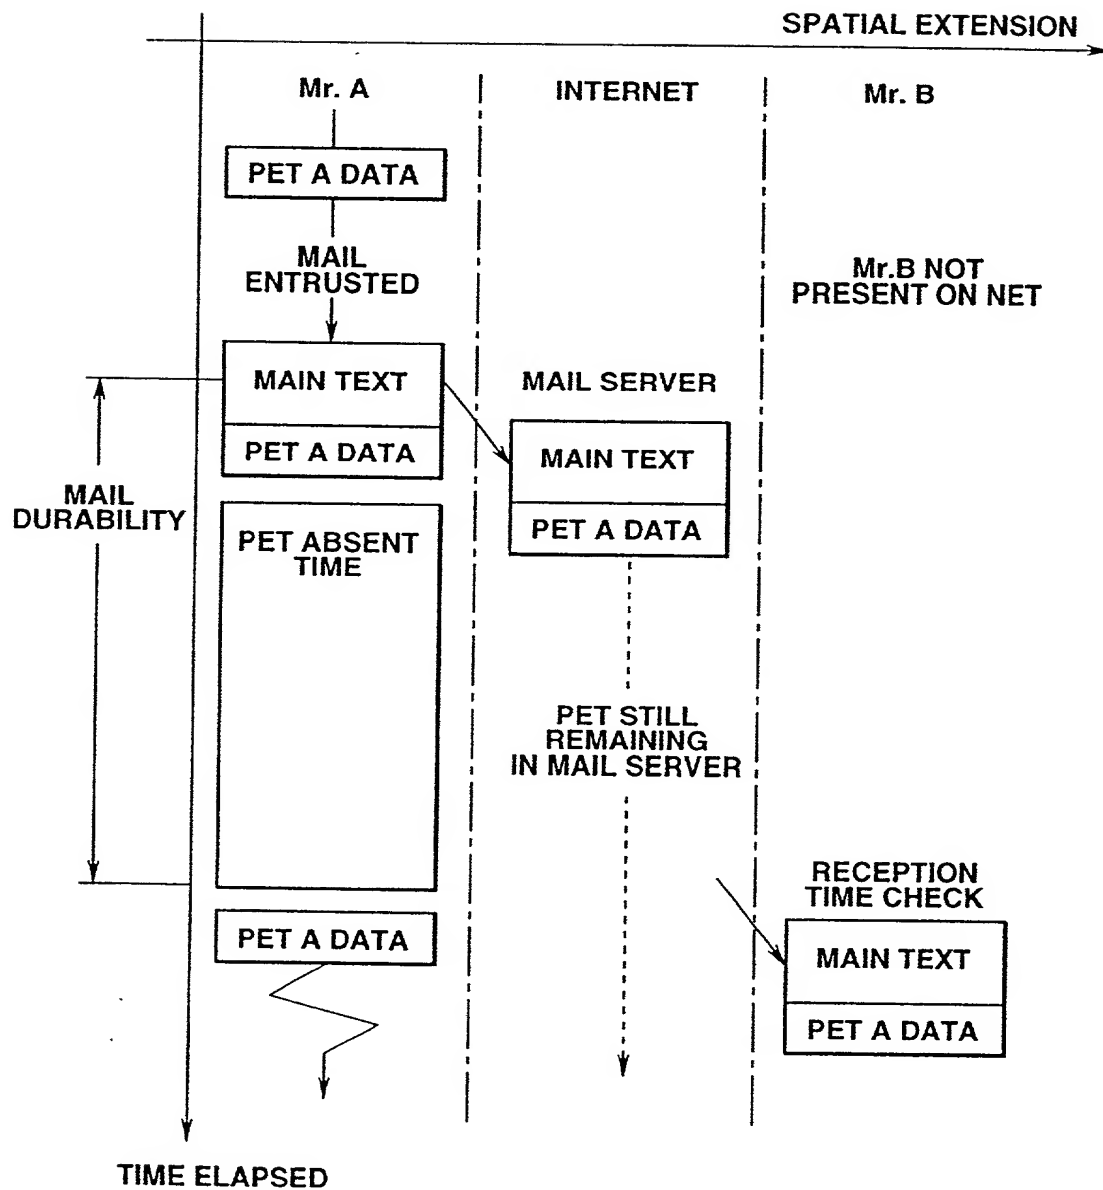 SPATIAL EXTENSION
Mr. A
INTERNET
Mr. B
PET A DATA
MAIL
ENTRUSTED
Mr.B NOT
PRESENT ON NET
MAIN TEXT
PET A DATA
MAIL SERVER
MAIN TEXT
PET A DATA
MAIL
DURABILITY
PET ABSENT
TIME
PET STILL
REMAINING
IN MAIL SERVER
RECEPTION
TIME CHECK
MAIN TEXT
PET A DATA
PET A DATA
TIME ELAPSED